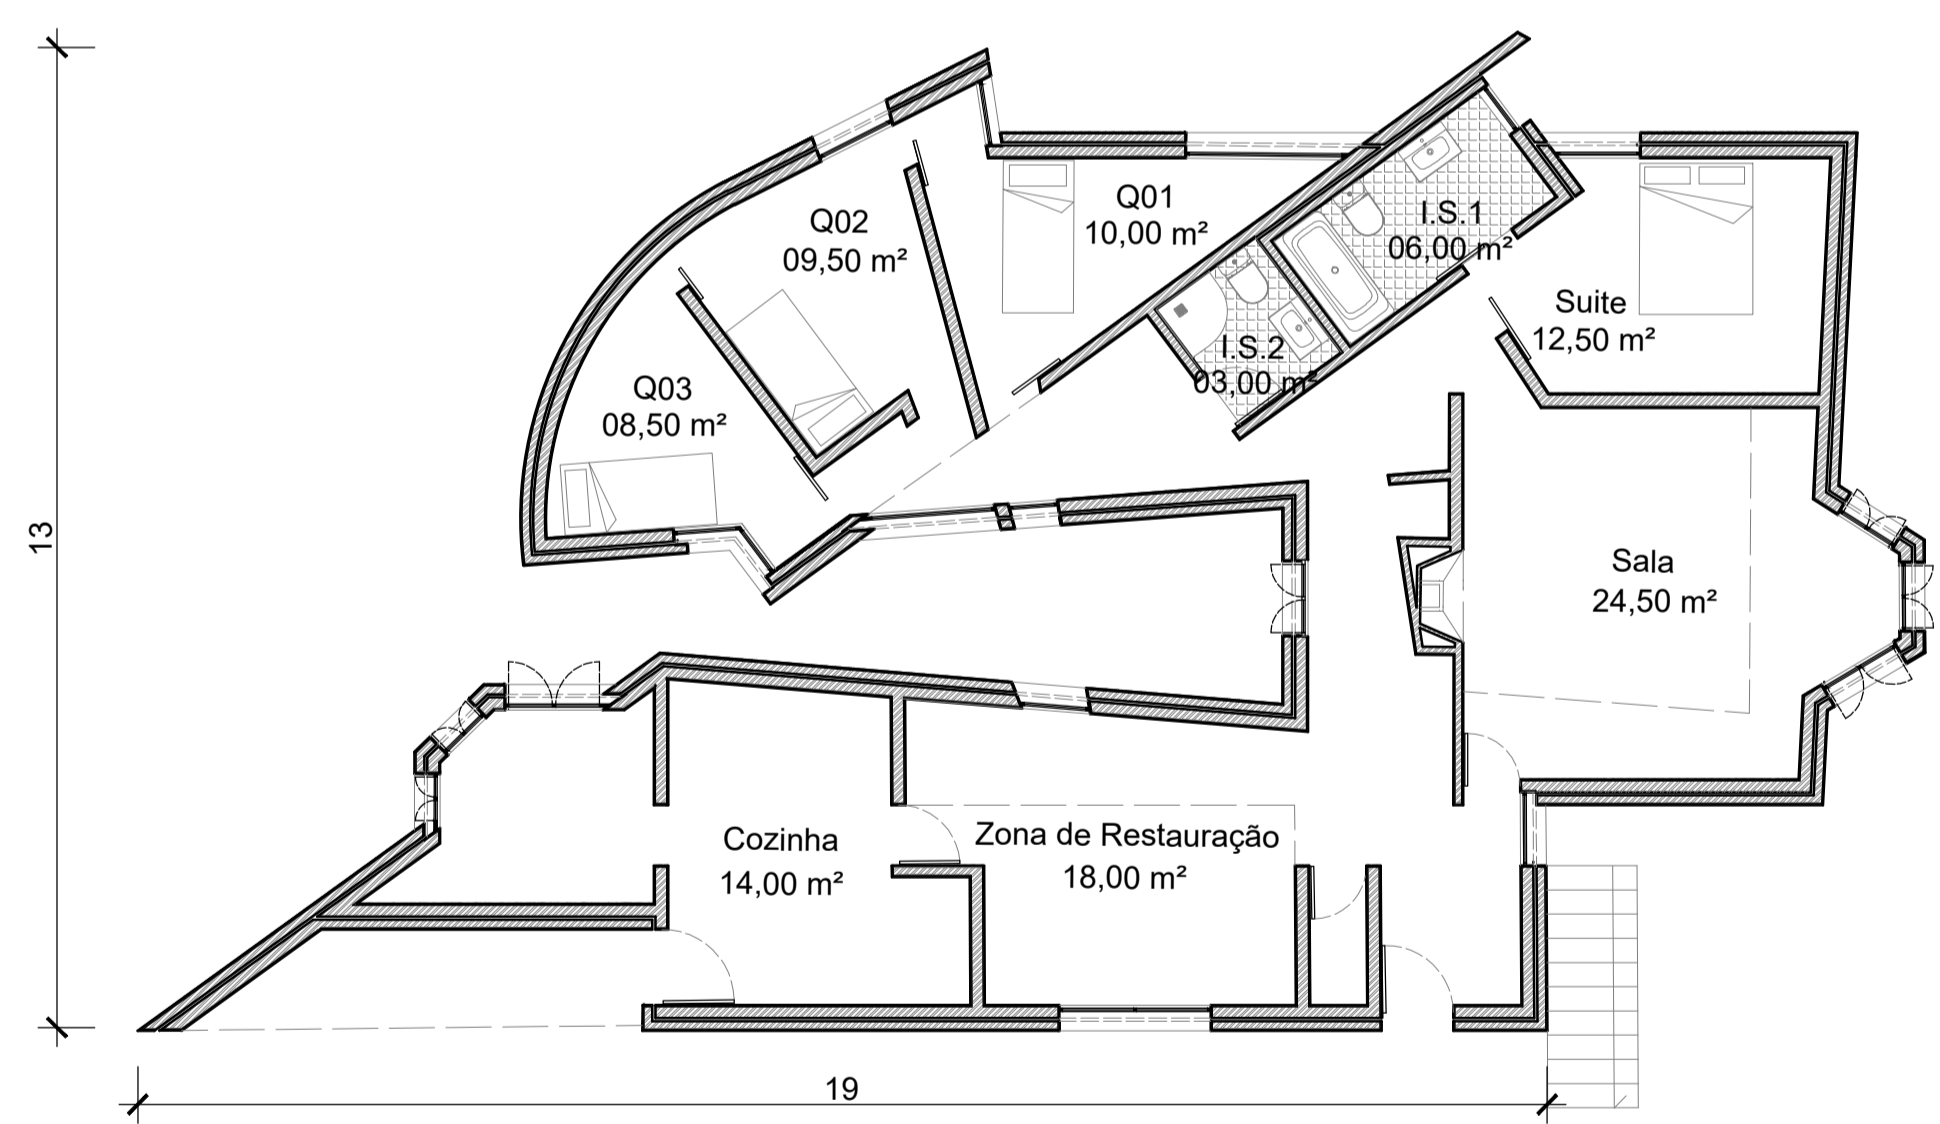 Q01
10,00 m²
Q02
09,50 m²
I.S.1
06,00 m²
Suite
12,50 m²
I.S.2
03,00 m²
Q03
08,50 m²
13
Sala
24,50 m²
Cozinha
14,00 m²
Zona de Restauração
18,00 m²
19